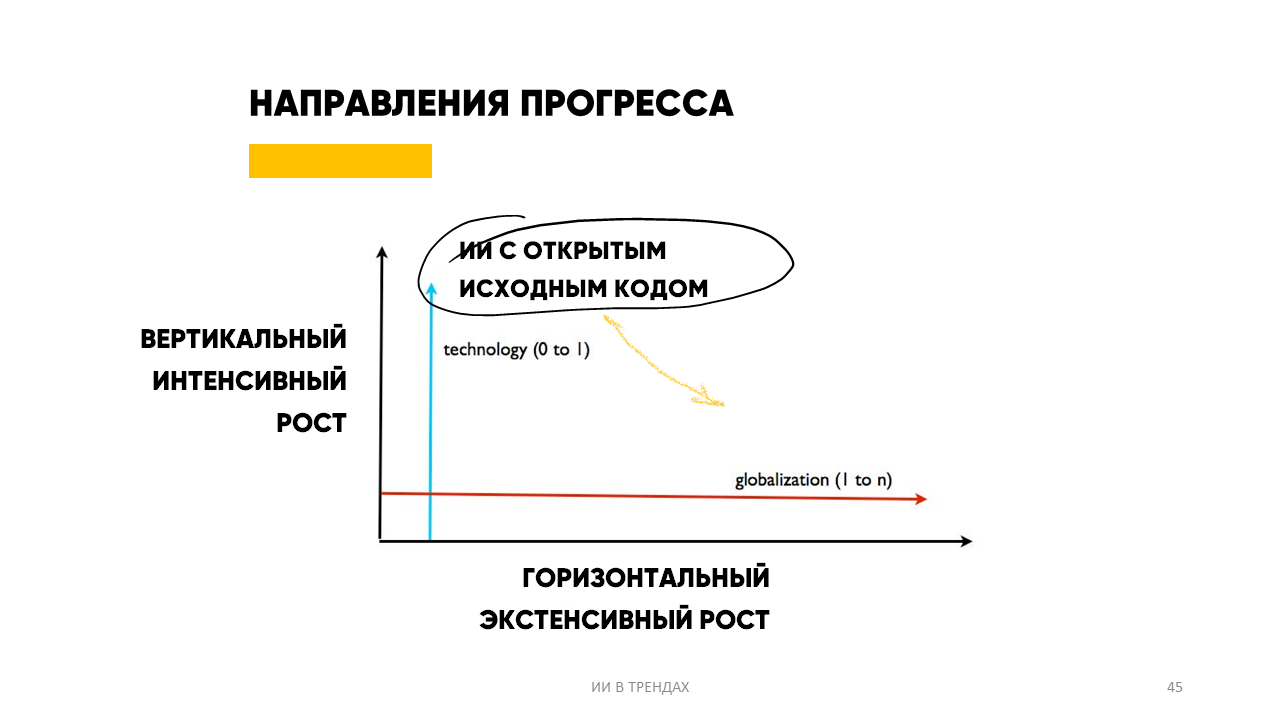 НАПРАВЛЕНИЯ ПРОГРЕССА
ИИ С ОТКРЫТЫМ
ИСХОДНЫМ КОДОМ
ВЕРТИКАЛЬНЫЙ
ИНТЕНСИВНЫЙ
РОСТ
technology (0 to 1)
globalization (1 to n)
ГОРИЗОНТАЛЬНЫЙ
ЭКСТЕНСИВНЫЙ РОСТ
ИИ В ТРЕНДАХ
45